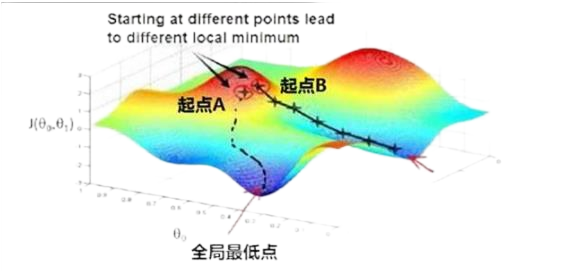 Starting at different points lead
to different local minimum
起点A
起点B
J(θ₀,θ₁)
θ₀
全局最低点